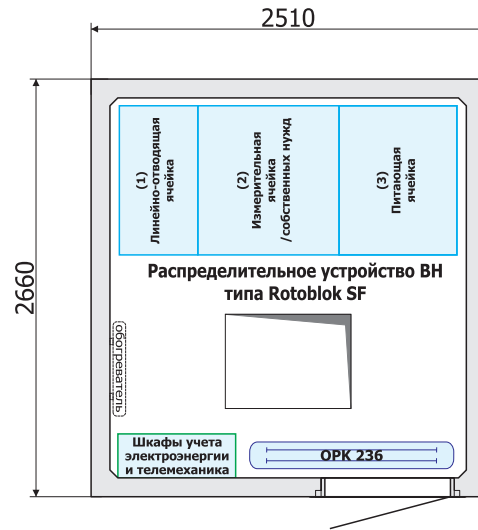 2510
2660
(1)
Линейно-отводящая
ячейка
(2)
Измерительная
ячейка
/собственных нужд
(3)
Питающая
ячейка
Распределительное устройство ВН
типа Rotoblok SF
обогреватель
Шкафы учета
электроэнергии
и телемеханика
ОРК 236